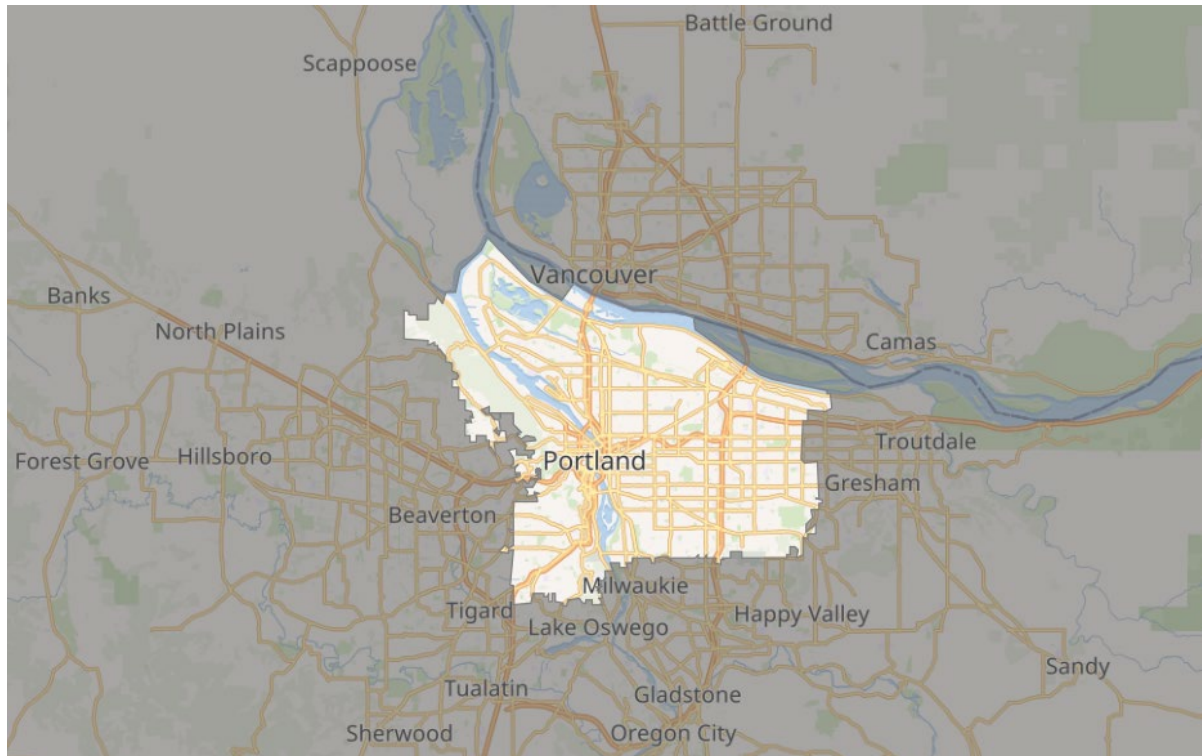 Battle Ground
Scappoose
Vancouver
Banks
North Plains
Camas
Troutdale
Forest Grove
Hillsboro
Portland
Gresham
Beaverton
Milwaukie
Tigard
Happy Valley
Lake Oswego
Sandy
Tualatin
Gladstone
Sherwood
Oregon City